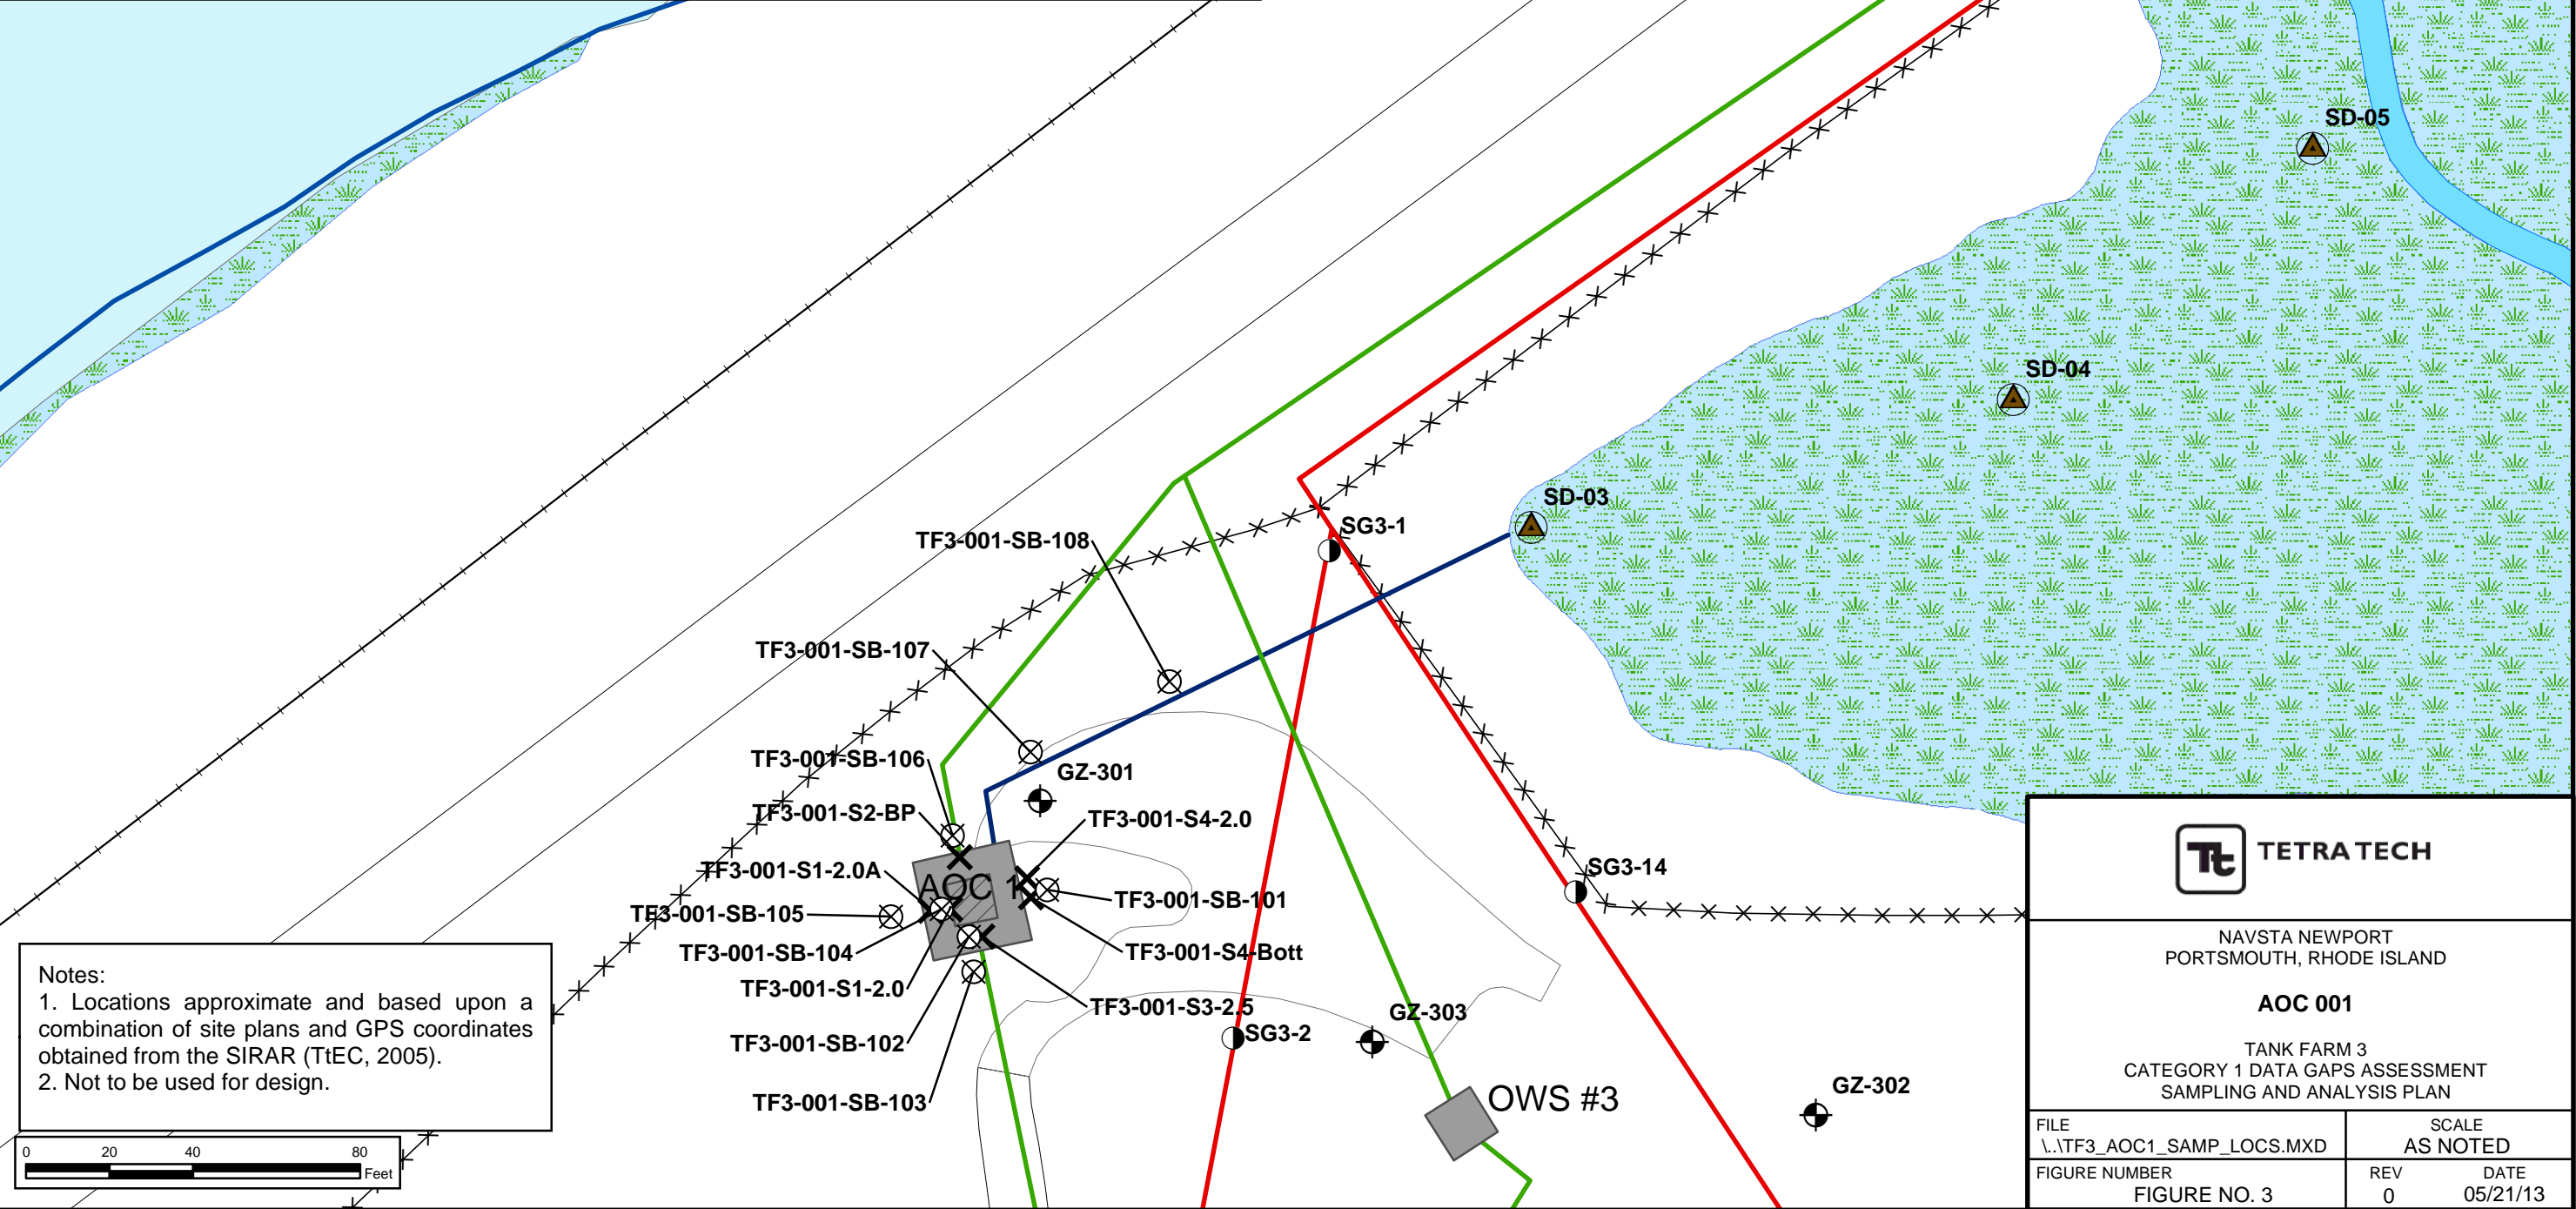 SD-05
SD-04
SD-03
SG3-1
TF3-001-SB-108
TF3-001-SB-107
TF3-001-SB-106
GZ-301
TF3-001-S2-BP
TF3-001-S4-2.0
TF3-001-S1-2.0A
AOC 1
SG3-14
TF3-001-SB-101
TF3-001-SB-105
TF3-001-SB-104
TF3-001-S4-Bott
TF3-001-S1-2.0
TF3-001-S3-2.5
GZ-303
SG3-2
TF3-001-SB-102
TF3-001-SB-103
OWS #3
GZ-302
Notes:
1. Locations approximate and based upon a
combination of site plans and GPS coordinates
obtained from the SIRAR (TtEC, 2005).
2. Not to be used for design.
0 20 40 80
Feet
Tt TETRA TECH
NAVSTA NEWPORT
PORTSMOUTH, RHODE ISLAND
AOC 001
TANK FARM 3
CATEGORY 1 DATA GAPS ASSESSMENT
SAMPLING AND ANALYSIS PLAN
FILE
\..\TF3_AOC1_SAMP_LOCS.MXD
SCALE
AS NOTED
FIGURE NUMBER
FIGURE NO. 3
REV
0
DATE
05/21/13